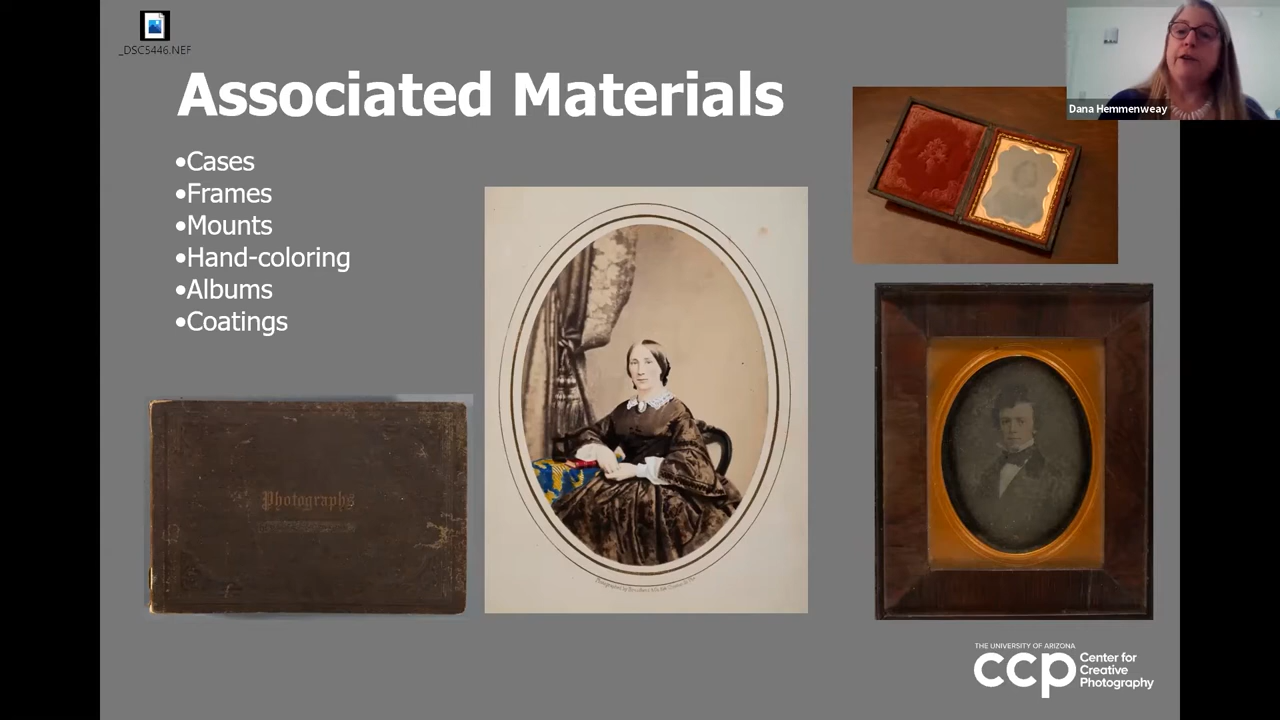 _DSC5446.NEF
Associated Materials
•Cases
•Frames
•Mounts
•Hand-coloring
•Albums
•Coatings
Dana Hemmenweay
Photographs
THE UNIVERSITY OF ARIZONA
ccp
Center for
Creative
Photography